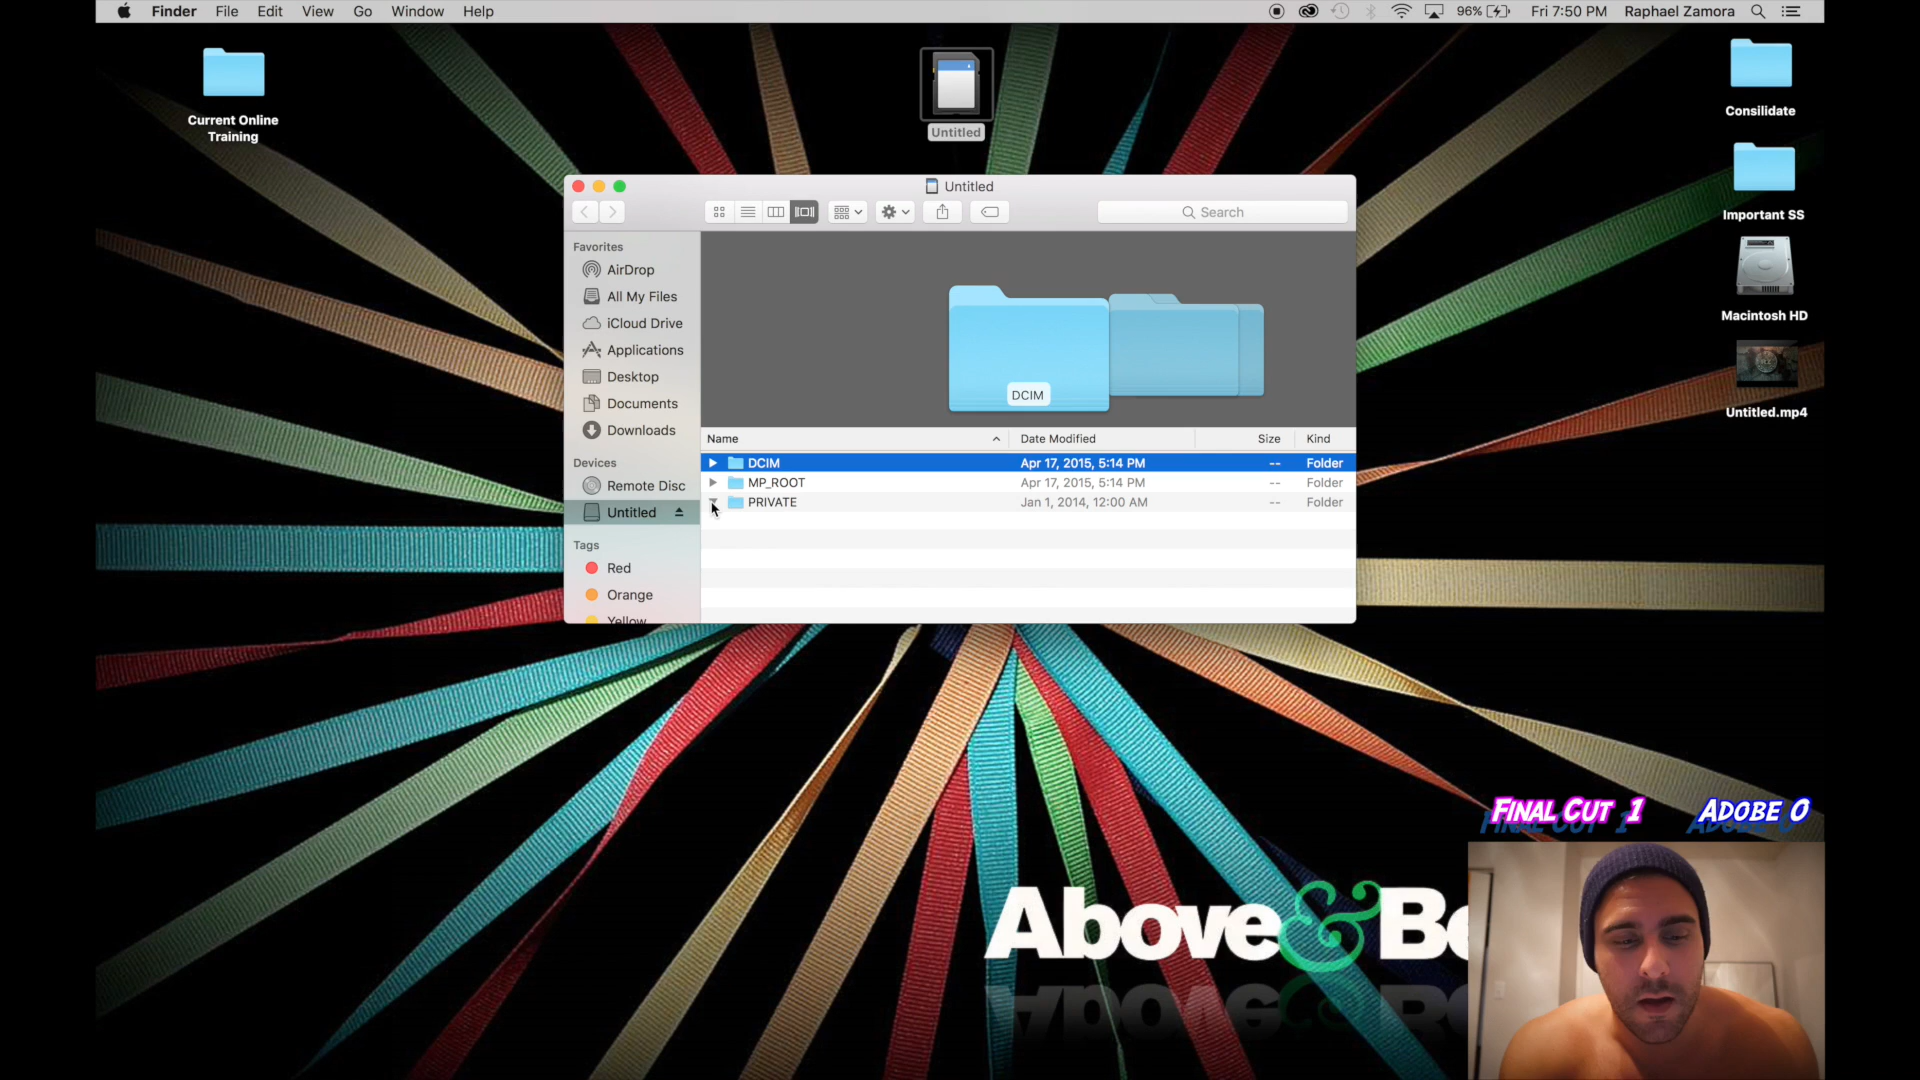 Finder File Edit View Go Window Help 96% Fri 7:50 PM Raphael Zamora
Current Online
Training
Untitled
Consilidate
Important SS
Macintosh HD
Untitled.mp4
Untitled
Search
Favorites
AirDrop
All My Files
iCloud Drive
Applications
Desktop
Documents
Downloads
Devices
Remote Disc
Untitled
Tags
Red
Orange
Yellow
DCIM
Name Date Modified Size Kind
DCIM Apr 17, 2015, 5:14 PM -- Folder
MP_ROOT Apr 17, 2015, 5:14 PM -- Folder
PRIVATE Jan 1, 2014, 12:00 AM -- Folder
FINAL CUT 1 ADOBE 0
Above & Be